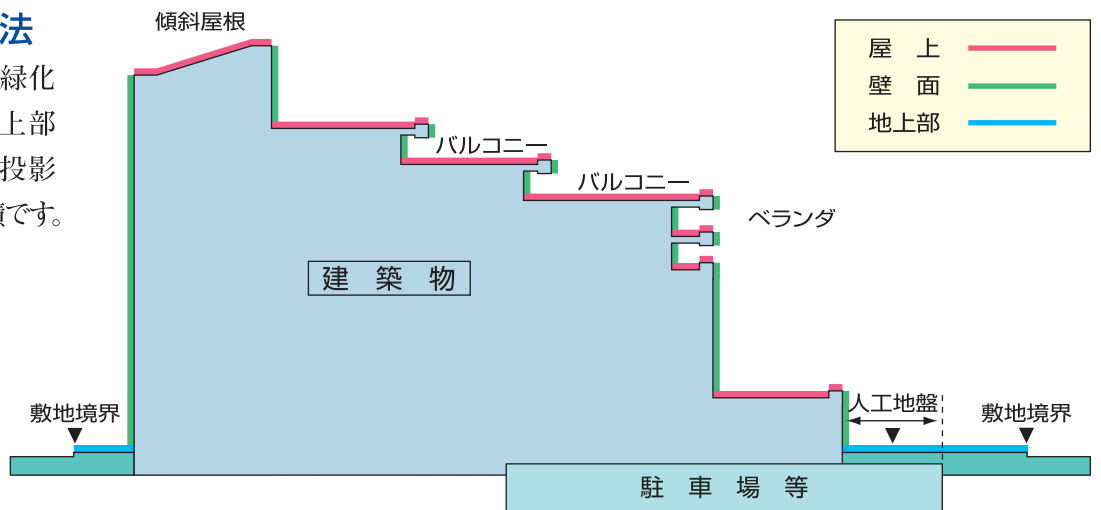 法
緑化
上部
投影
です。
傾斜屋根
バルコニー
バルコニー
ベランダ
屋 上
壁 面
地上部
建 築 物
敷地境界
人工地盤
敷地境界
駐 車 場 等